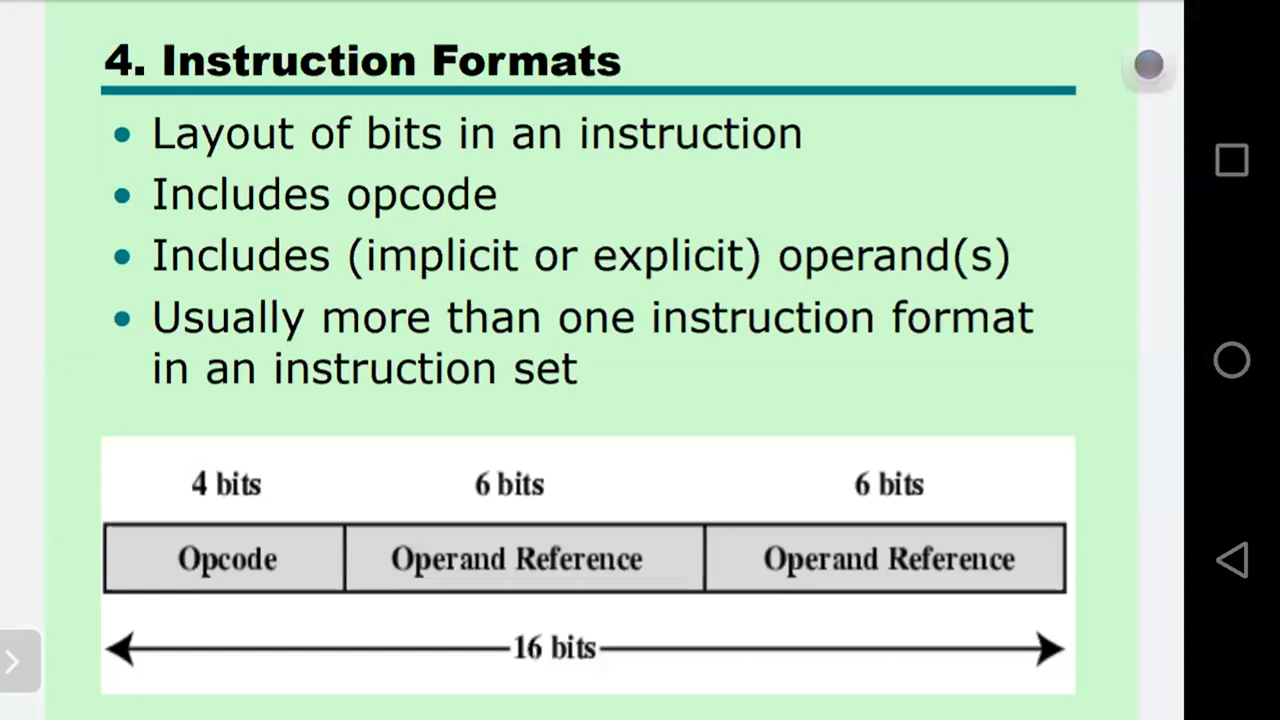 4. Instruction Formats
• Layout of bits in an instruction
• Includes opcode
• Includes (implicit or explicit) operand(s)
• Usually more than one instruction format
in an instruction set
4 bits 6 bits 6 bits
Opcode Operand Reference Operand Reference
16 bits